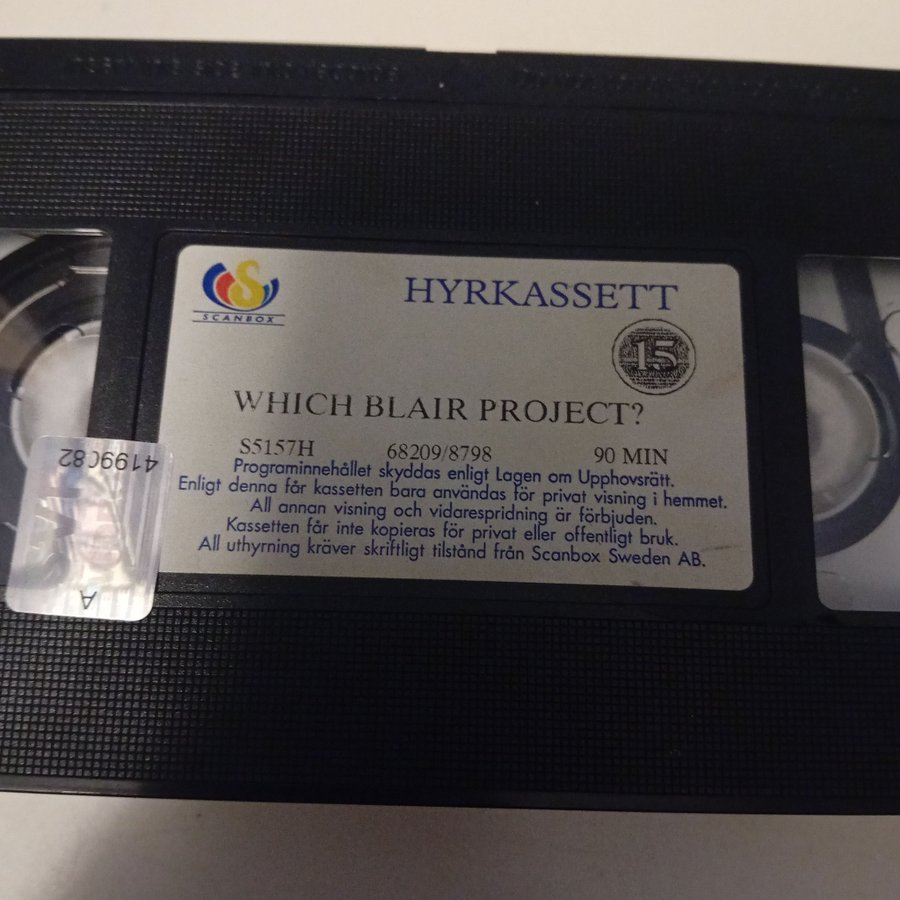 HYRKASSETT
SCANBOX
15
WHICH BLAIR PROJECT?
S5157H 68209/8798 90 MIN
Programinnehållet skyddas enligt Lagen om Upphovsrätt.
Enligt denna får kassetten bara användas för privat visning i hemmet.
All annan visning och vidarespridning är förbjuden.
Kassetten får inte kopieras för privat eller offentligt bruk.
All uthyrning kräver skriftligt tilstånd från Scanbox Sweden AB.
4199082
A